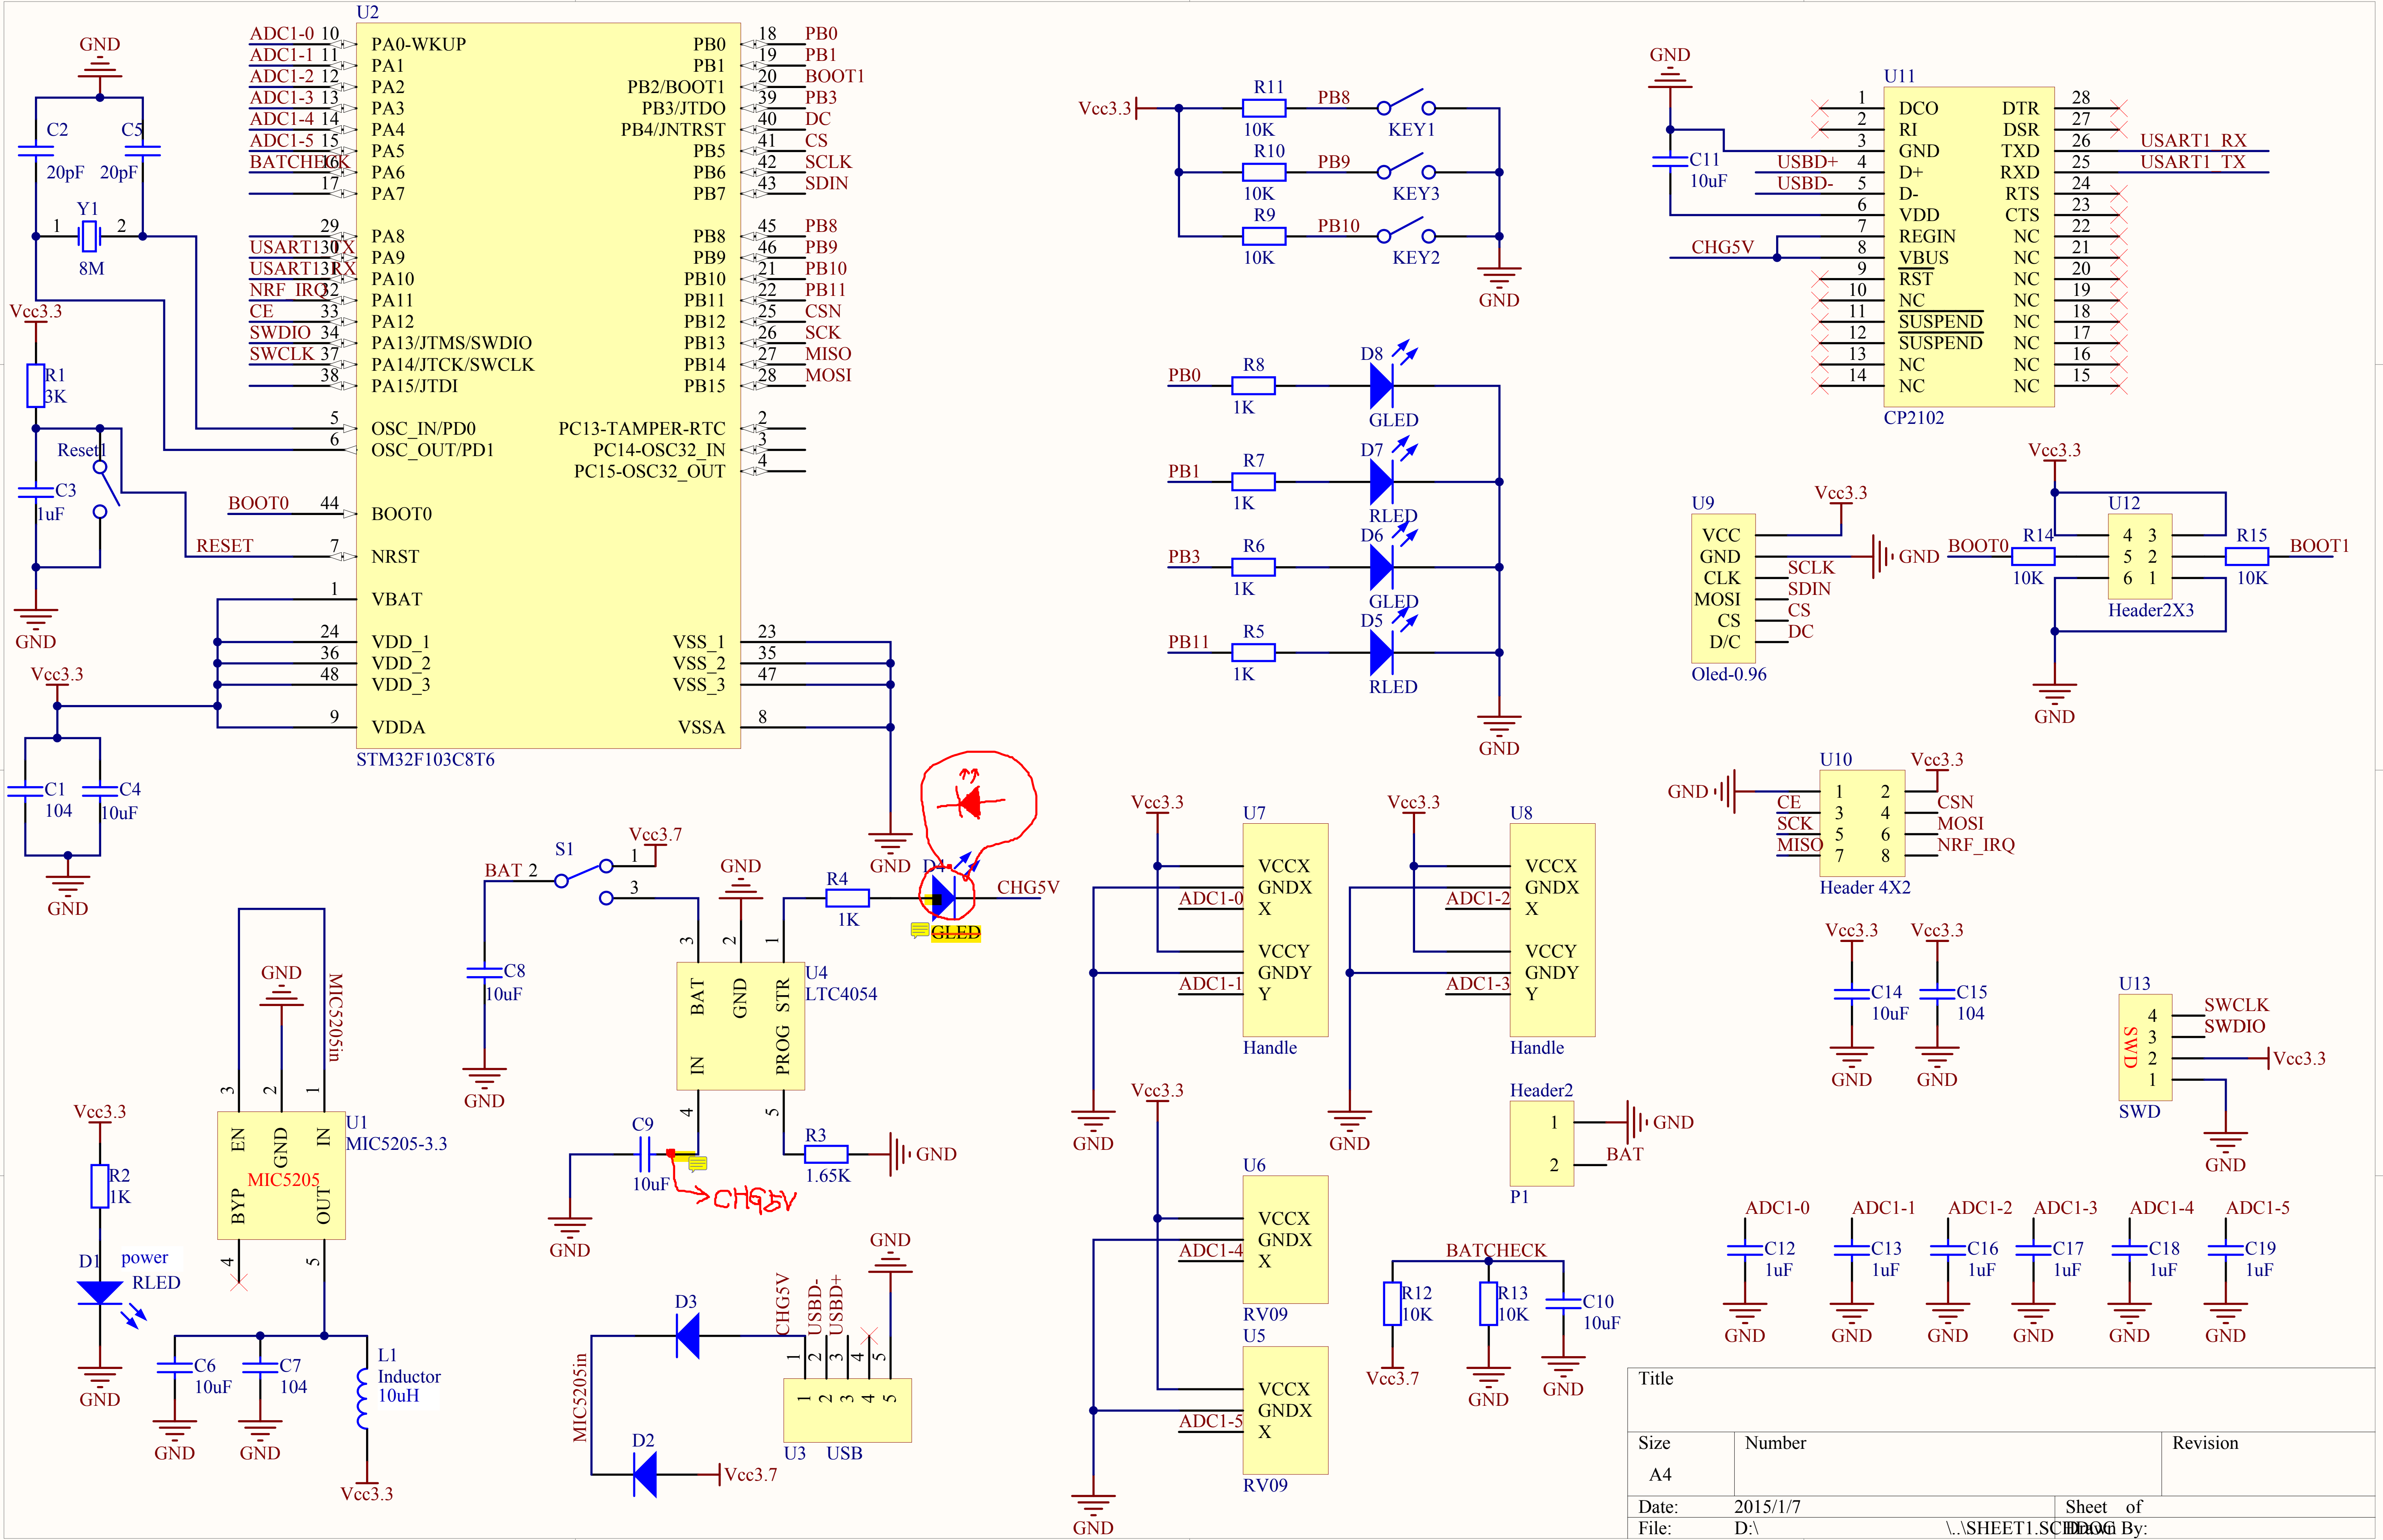 U2
ADC1-0 10 PA0-WKUP PB0 18 PB0
ADC1-1 11 PA1 PB1 19 PB1
ADC1-2 12 PA2 PB2/BOOT1 20 BOOT1
ADC1-3 13 PA3 PB3/JTDO 39 PB3
ADC1-4 14 PA4 PB4/JNTRST 40 DC
ADC1-5 15 PA5 PB5 41 CS
BATCHECK 16 PA6 PB6 42 SCLK
17 PA7 PB7 43 SDIN
29 PA8 PB8 45 PB8
USART1_TX 30 PA9 PB9 46 PB9
USART1_RX 31 PA10 PB10 21 PB10
NRF_IRQ 32 PA11 PB11 22 PB11
CE 33 PA12 PB12 25 CSN
SWDIO 34 PA13/JTMS/SWDIO PB13 26 SCK
SWCLK 37 PA14/JTCK/SWCLK PB14 27 MISO
38 PA15/JTDI PB15 28 MOSI
5 OSC_IN/PD0 PC13-TAMPER-RTC 2
6 OSC_OUT/PD1 PC14-OSC32_IN 3
PC15-OSC32_OUT 4
BOOT0 44 BOOT0
RESET 7 NRST
1 VBAT
24 VDD_1 VSS_1 23
36 VDD_2 VSS_2 35
48 VDD_3 VSS_3 47
9 VDDA VSSA 8
STM32F103C8T6
GND
GND
C2 C5
20pF 20pF
Y1
1 2
8M
Vcc3.3
R1
3K
Reset1
C3
1uF
GND
Vcc3.3
C1
104
C4
10uF
GND
Vcc3.3
R11
10K
PB8
KEY1
R10
10K
PB9
KEY3
R9
10K
PB10
KEY2
GND
PB0
R8
1K
D8
GLED
PB1
R7
1K
D7
RLED
PB3
R6
1K
D6
GLED
PB11
R5
1K
D5
RLED
GND
GND
C11
10uF
U11
1 DCO DTR 28
2 RI DSR 27
3 GND TXD 26 USART1_RX
USBD+ 4 D+ RXD 25 USART1_TX
USBD- 5 D- RTS 24
6 VDD CTS 23
7 REGIN NC 22
CHG5V 8 VBUS NC 21
9 RST NC 20
10 NC NC 19
11 SUSPEND NC 18
12 SUSPEND NC 17
13 NC NC 16
14 NC NC 15
CP2102
U9
Vcc3.3
VCC
GND GND
CLK SCLK
MOSI SDIN
CS CS
D/C DC
Oled-0.96
Vcc3.3
U12
4 3
BOOT0 R14 5 2 R15 BOOT1
10K 6 1 10K
Header2X3
GND
U10
Vcc3.3
GND 1 2
CE 3 4 CSN
SCK 5 6 MOSI
MISO 7 8 NRF_IRQ
Header 4X2
Vcc3.3
C14
10uF
GND
Vcc3.3
C15
104
GND
U13
4 SWCLK
3 SWDIO
2 Vcc3.3
1
SWD
SWD
GND
S1
BAT 2
1 Vcc3.7
3
C8
10uF
GND
GND
R4
1K
D4
GLED
CHG5V
U4
LTC4054
3 BAT
2 GND
1 STR
4 IN
5 PROG
C9
10uF
GND
CHG5V
R3
1.65K
GND
GND
MIC5205in
3 EN
2 GND
1 IN
U1
MIC5205-3.3
MIC5205
4 BYP
5 OUT
Vcc3.3
R2
1K
D1
power
RLED
GND
C6
10uF
GND
C7
104
GND
L1
Inductor
10uH
Vcc3.3
MIC5205in
D3
D2
Vcc3.7
CHG5V
USBD-
USBD+
GND
1 2 3 4 5
1 2 3 4 5
U3 USB
Vcc3.3
U7
VCCX
GNDX
ADC1-0 X
VCCY
GNDY
ADC1-1 Y
Handle
GND
Vcc3.3
U8
VCCX
GNDX
ADC1-2 X
VCCY
GNDY
ADC1-3 Y
Handle
GND
Vcc3.3
U6
VCCX
GNDX
ADC1-4 X
RV09
U5
VCCX
GNDX
ADC1-5 X
RV09
GND
Header2
1 GND
2 BAT
P1
BATCHECK
R12
10K
R13
10K
C10
10uF
Vcc3.7
GND
GND
ADC1-0 ADC1-1 ADC1-2 ADC1-3 ADC1-4 ADC1-5
C12 C13 C16 C17 C18 C19
1uF 1uF 1uF 1uF 1uF 1uF
GND GND GND GND GND GND
Title
Size Number Revision
A4
Date: 2015/1/7 Sheet of
File: D:\ \..\SHEET1.SCHDOC Drawn By: